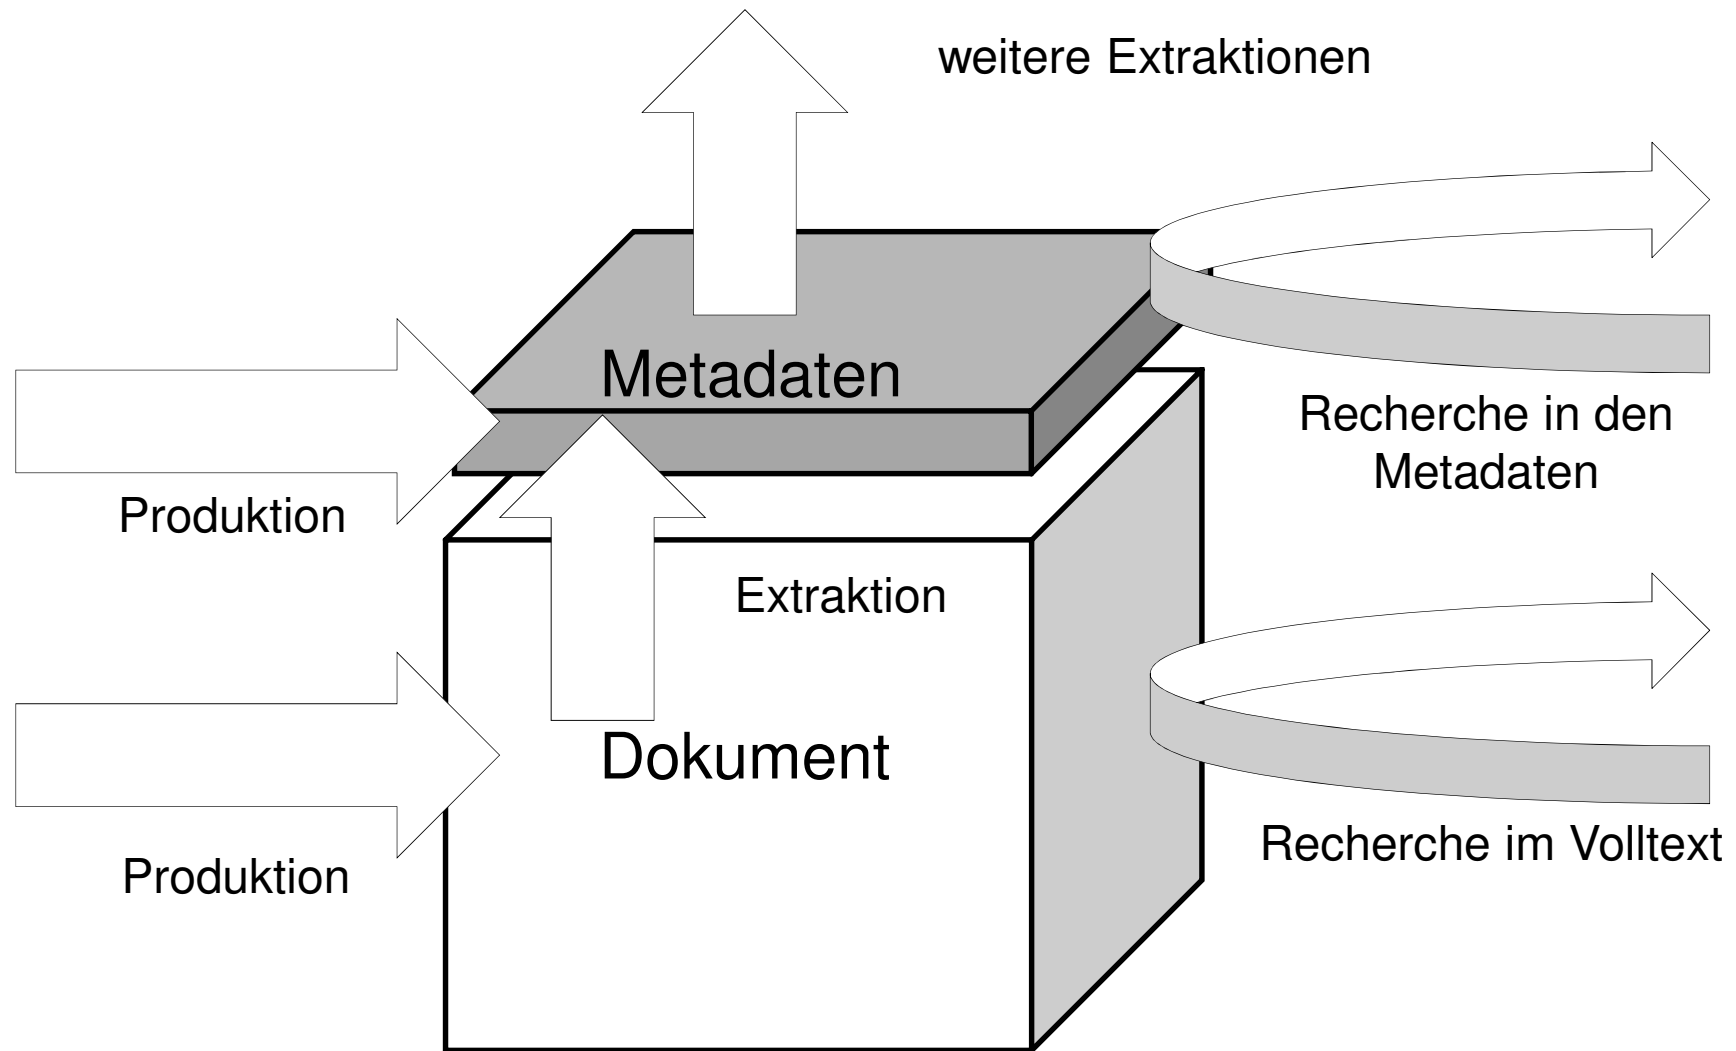 weitere Extraktionen
Metadaten
Recherche in den
Metadaten
Produktion
Extraktion
Dokument
Recherche im Volltext
Produktion